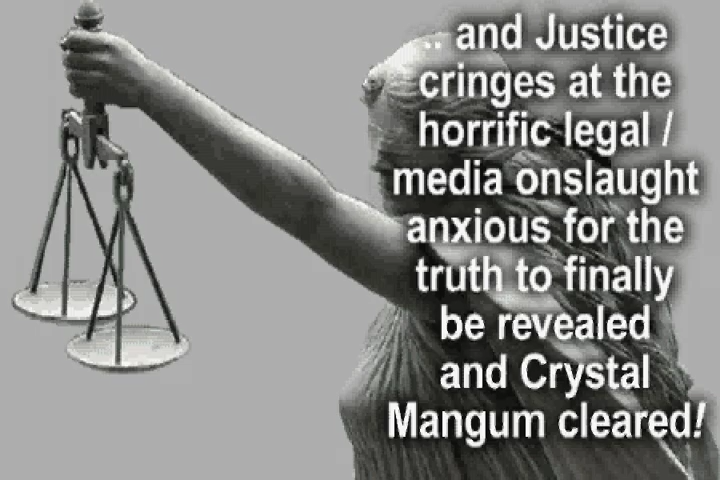 .. and Justice
cringes at the
horrific legal /
media onslaught
anxious for the
truth to finally
be revealed
and Crystal
Mangum cleared!